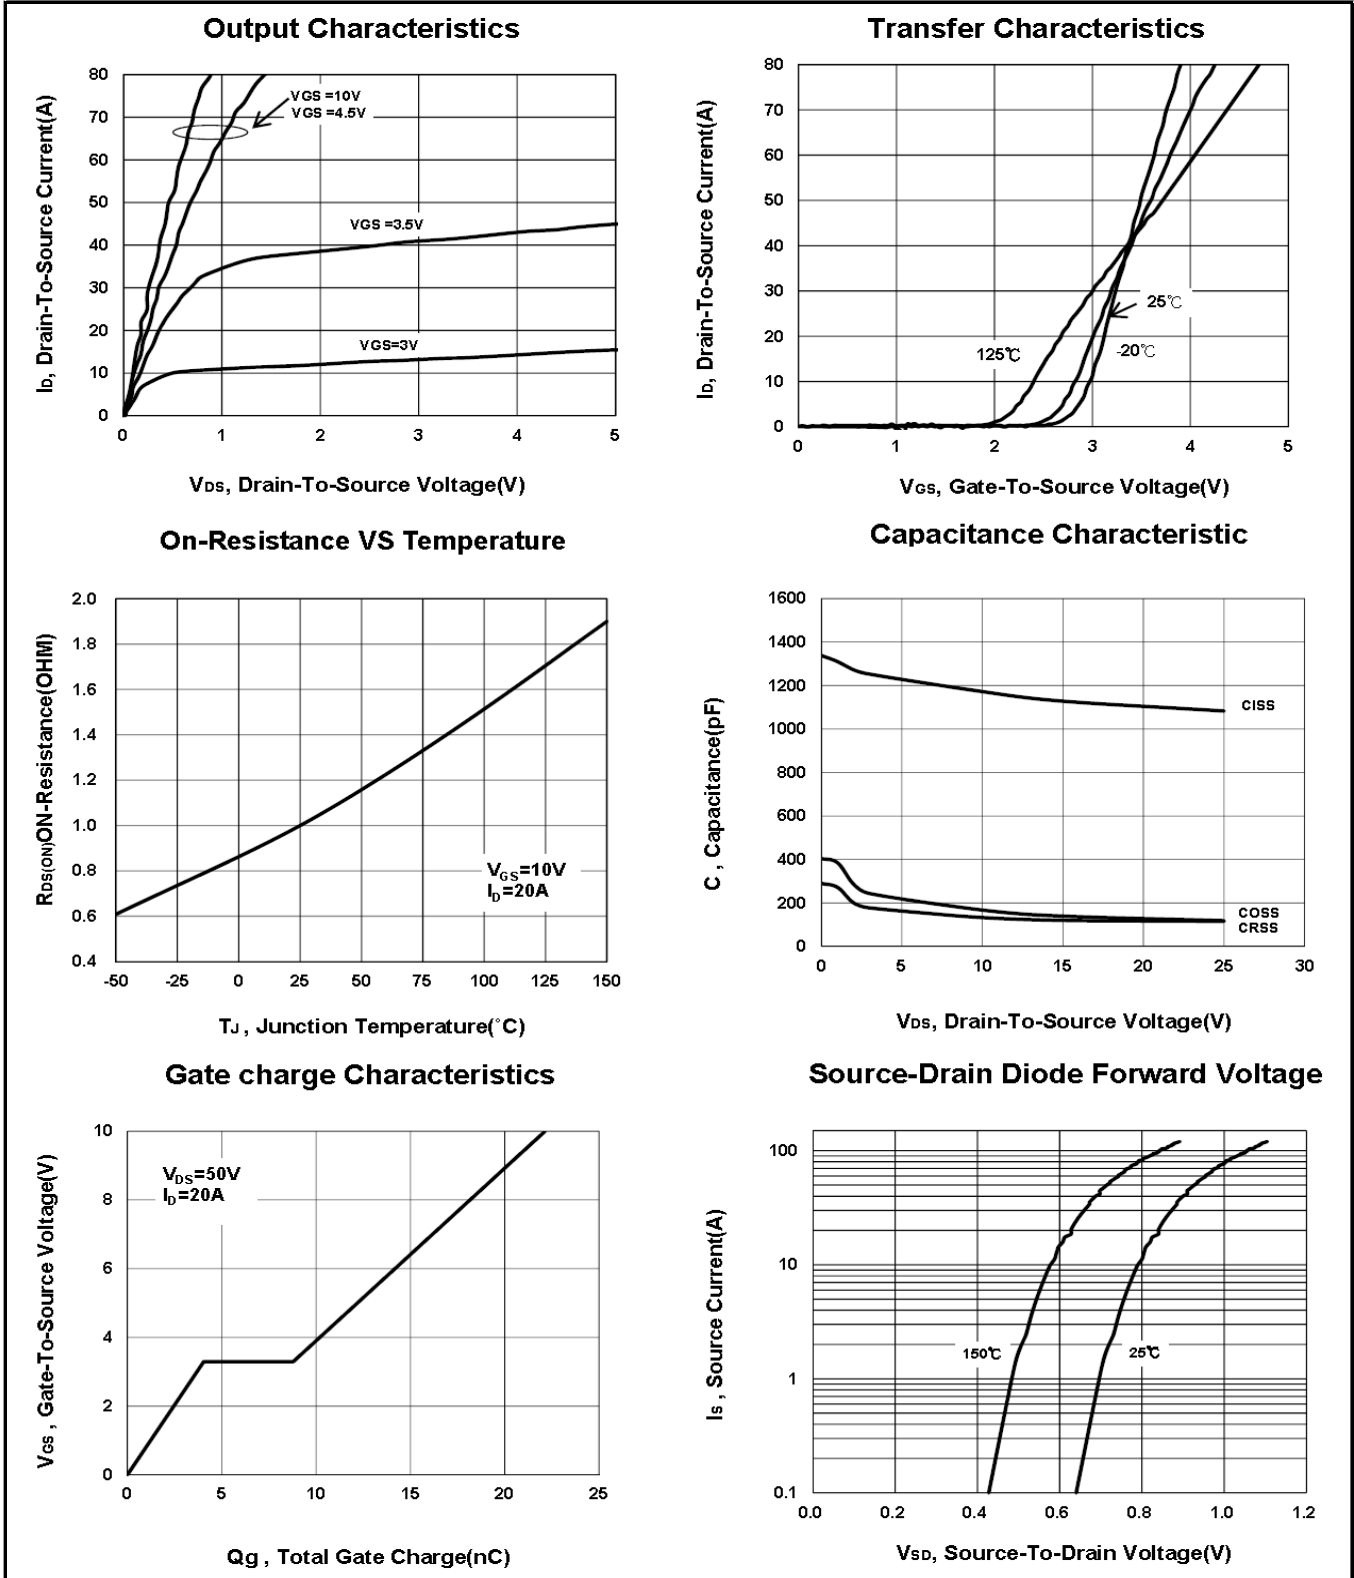 Output Characteristics
80
70
60
50
40
30
20
10
0
0 1 2 3 4 5
ID, Drain-To-Source Current(A)
VGS =10V
VGS =4.5V
VGS =3.5V
VGS=3V
VDS, Drain-To-Source Voltage(V)
Transfer Characteristics
80
70
60
50
40
30
20
10
0
0 1 2 3 4 5
ID, Drain-To-Source Current(A)
25℃
125℃
-20℃
VGS, Gate-To-Source Voltage(V)
On-Resistance VS Temperature
2.0
1.8
1.6
1.4
1.2
1.0
0.8
0.6
0.4
-50 -25 0 25 50 75 100 125 150
RDS(ON)ON-Resistance(OHM)
VGS=10V
ID=20A
TJ , Junction Temperature(°C)
Capacitance Characteristic
1600
1400
1200
1000
800
600
400
200
0
0 5 10 15 20 25 30
C , Capacitance(pF)
CISS
COSS
CRSS
VDS, Drain-To-Source Voltage(V)
Gate charge Characteristics
10
8
6
4
2
0
0 5 10 15 20 25
VGS , Gate-To-Source Voltage(V)
VDS=50V
ID=20A
Qg , Total Gate Charge(nC)
Source-Drain Diode Forward Voltage
100
10
1
0.1
0.0 0.2 0.4 0.6 0.8 1.0 1.2
IS , Source Current(A)
150℃
25℃
VSD, Source-To-Drain Voltage(V)